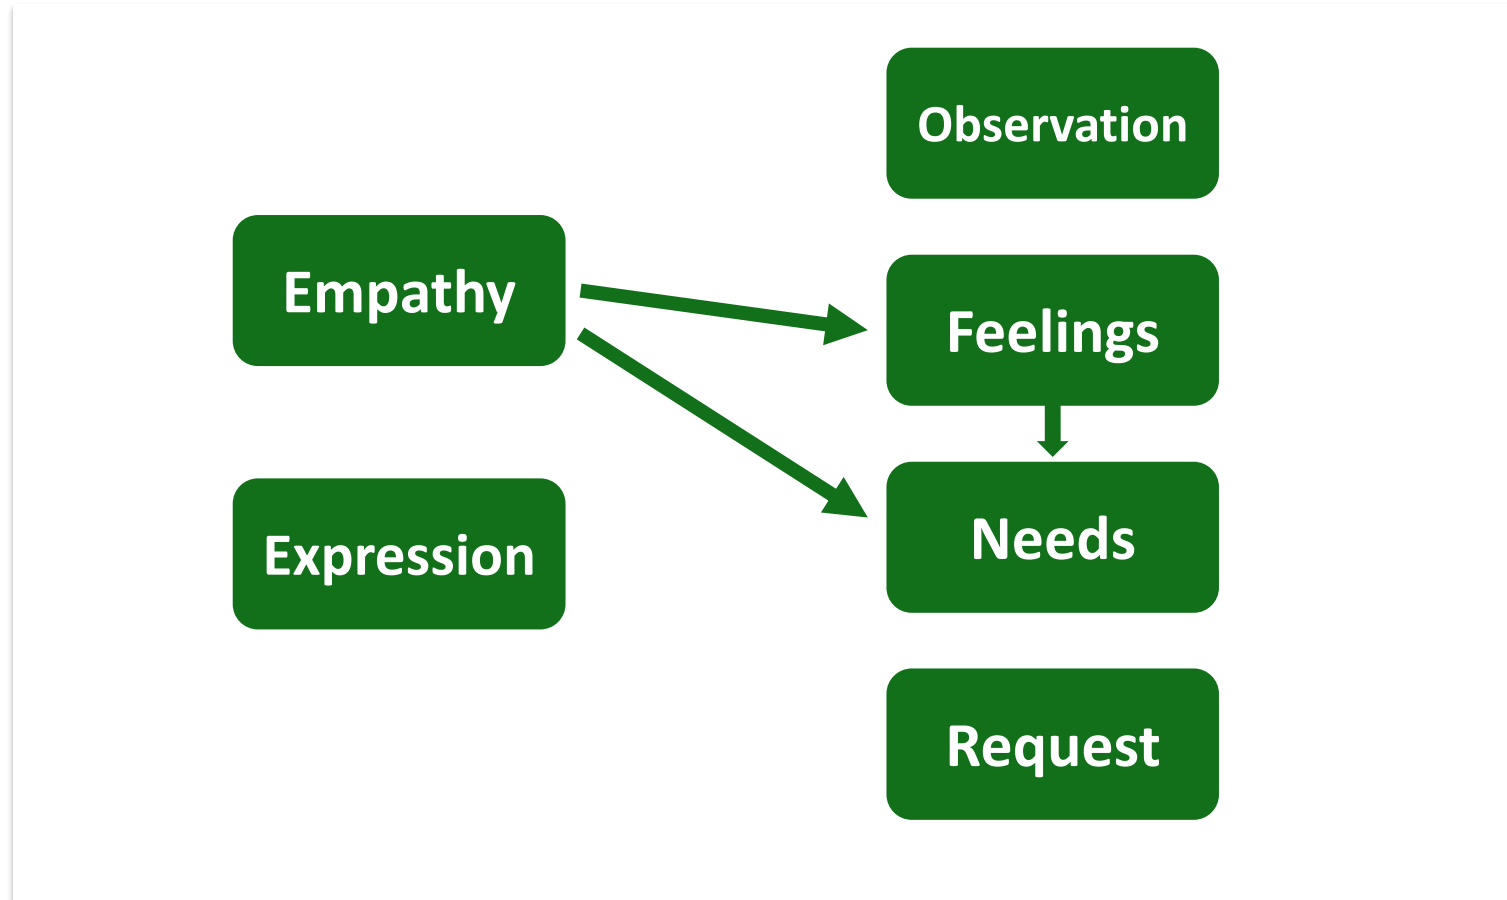 Observation
Empathy
Feelings
Expression
Needs
Request